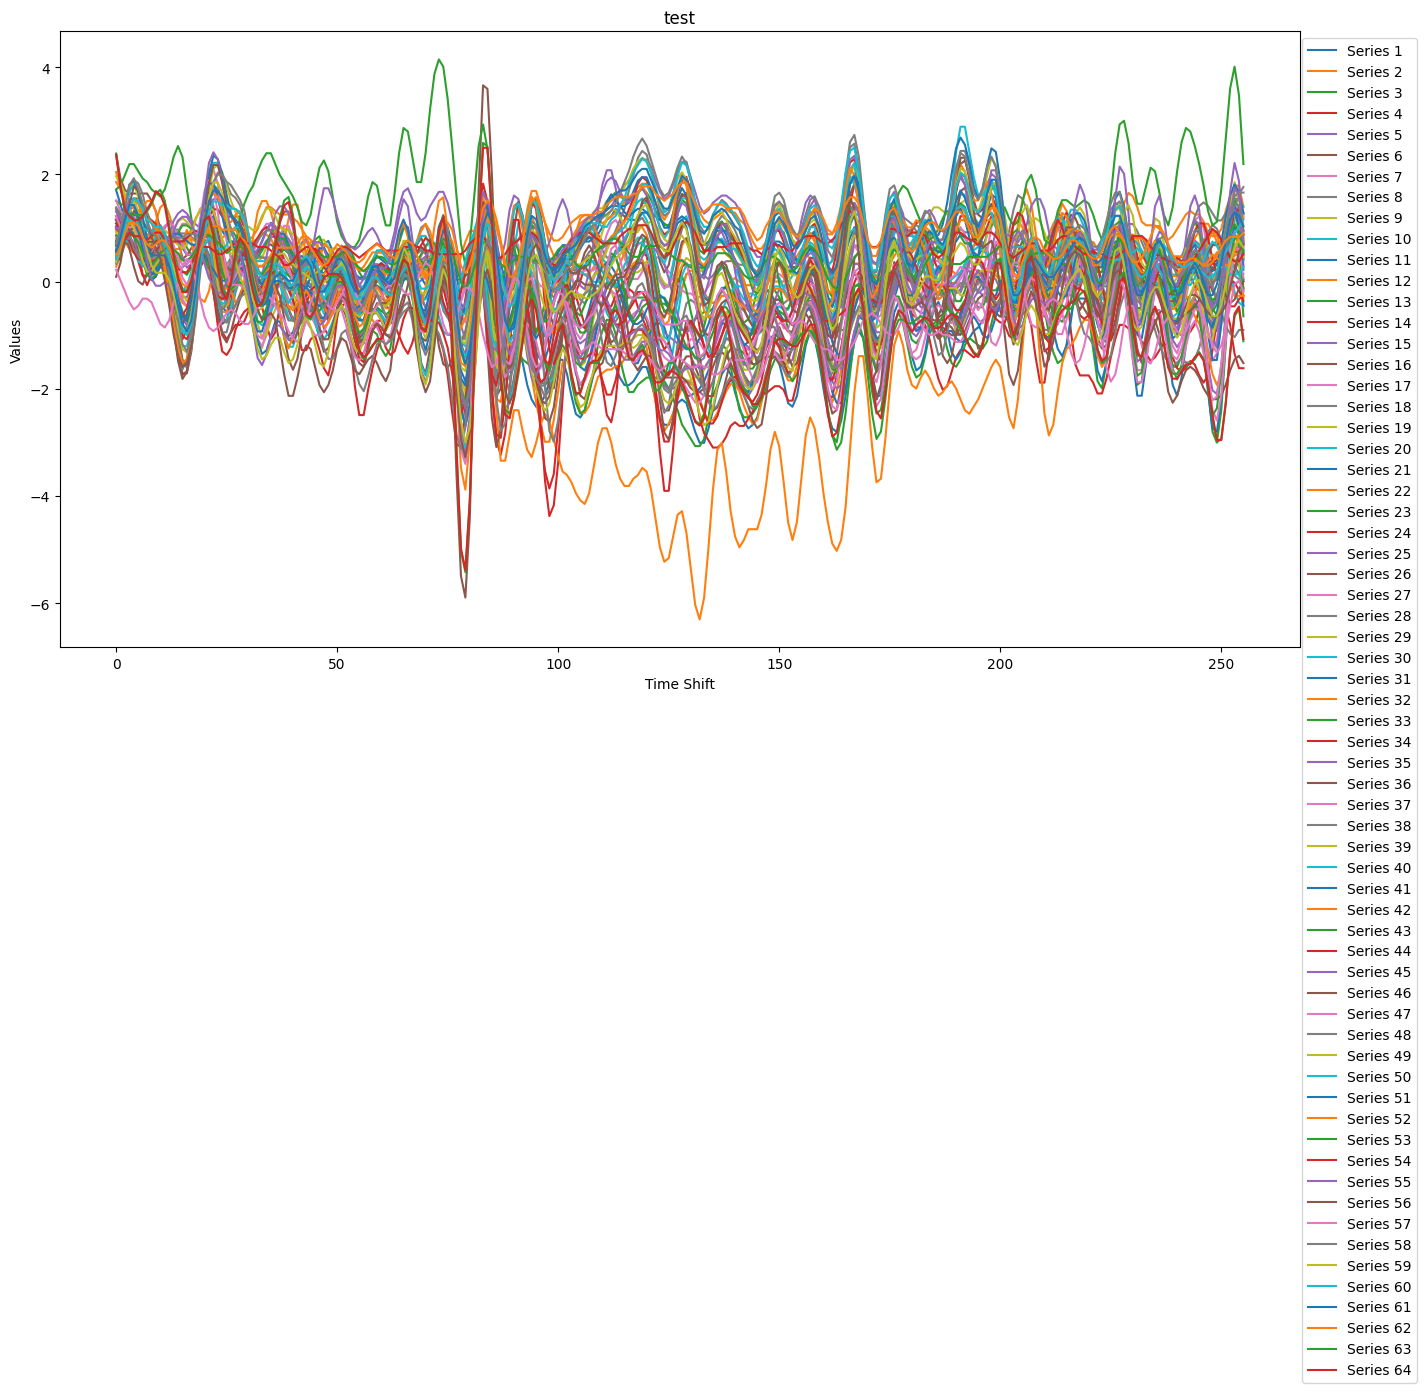 test
4
2
0
−2
−4
−6
Values
0 50 100 150 200 250
Time Shift
Series 1
Series 2
Series 3
Series 4
Series 5
Series 6
Series 7
Series 8
Series 9
Series 10
Series 11
Series 12
Series 13
Series 14
Series 15
Series 16
Series 17
Series 18
Series 19
Series 20
Series 21
Series 22
Series 23
Series 24
Series 25
Series 26
Series 27
Series 28
Series 29
Series 30
Series 31
Series 32
Series 33
Series 34
Series 35
Series 36
Series 37
Series 38
Series 39
Series 40
Series 41
Series 42
Series 43
Series 44
Series 45
Series 46
Series 47
Series 48
Series 49
Series 50
Series 51
Series 52
Series 53
Series 54
Series 55
Series 56
Series 57
Series 58
Series 59
Series 60
Series 61
Series 62
Series 63
Series 64